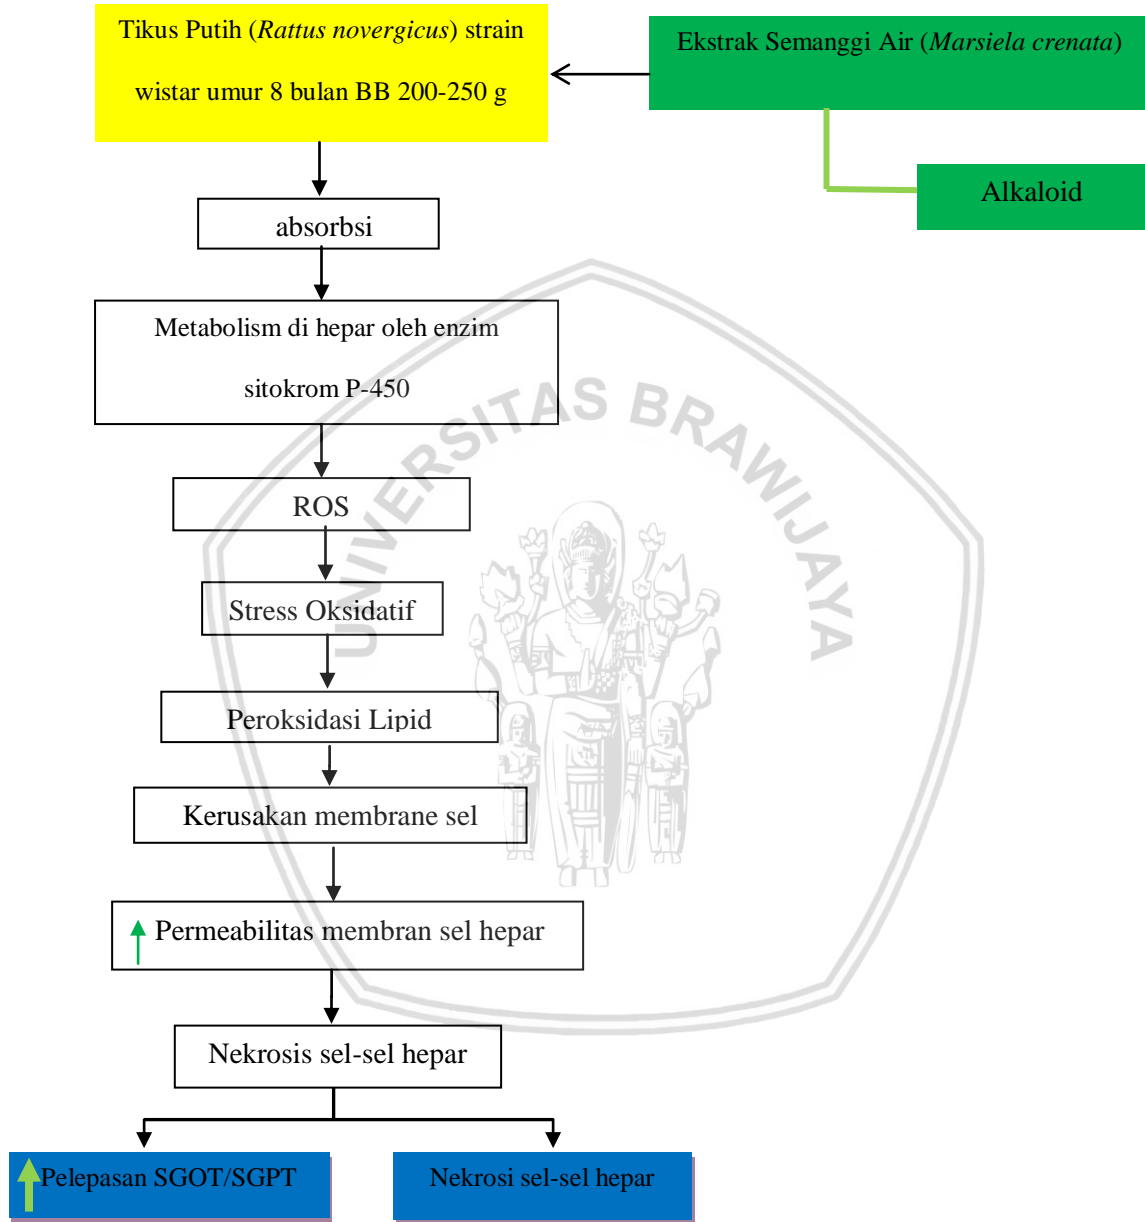 Tikus Putih (Rattus novergicus) strain
wistar umur 8 bulan BB 200-250 g
Ekstrak Semanggi Air (Marsiela crenata)
Alkaloid
absorbsi
Metabolism di hepar oleh enzim
sitokrom P-450
ROS
Stress Oksidatif
Peroksidasi Lipid
Kerusakan membrane sel
Permeabilitas membran sel hepar
Nekrosis sel-sel hepar
Pelepasan SGOT/SGPT
Nekrosi sel-sel hepar
UNIVERSITAS BRAWIJAYA